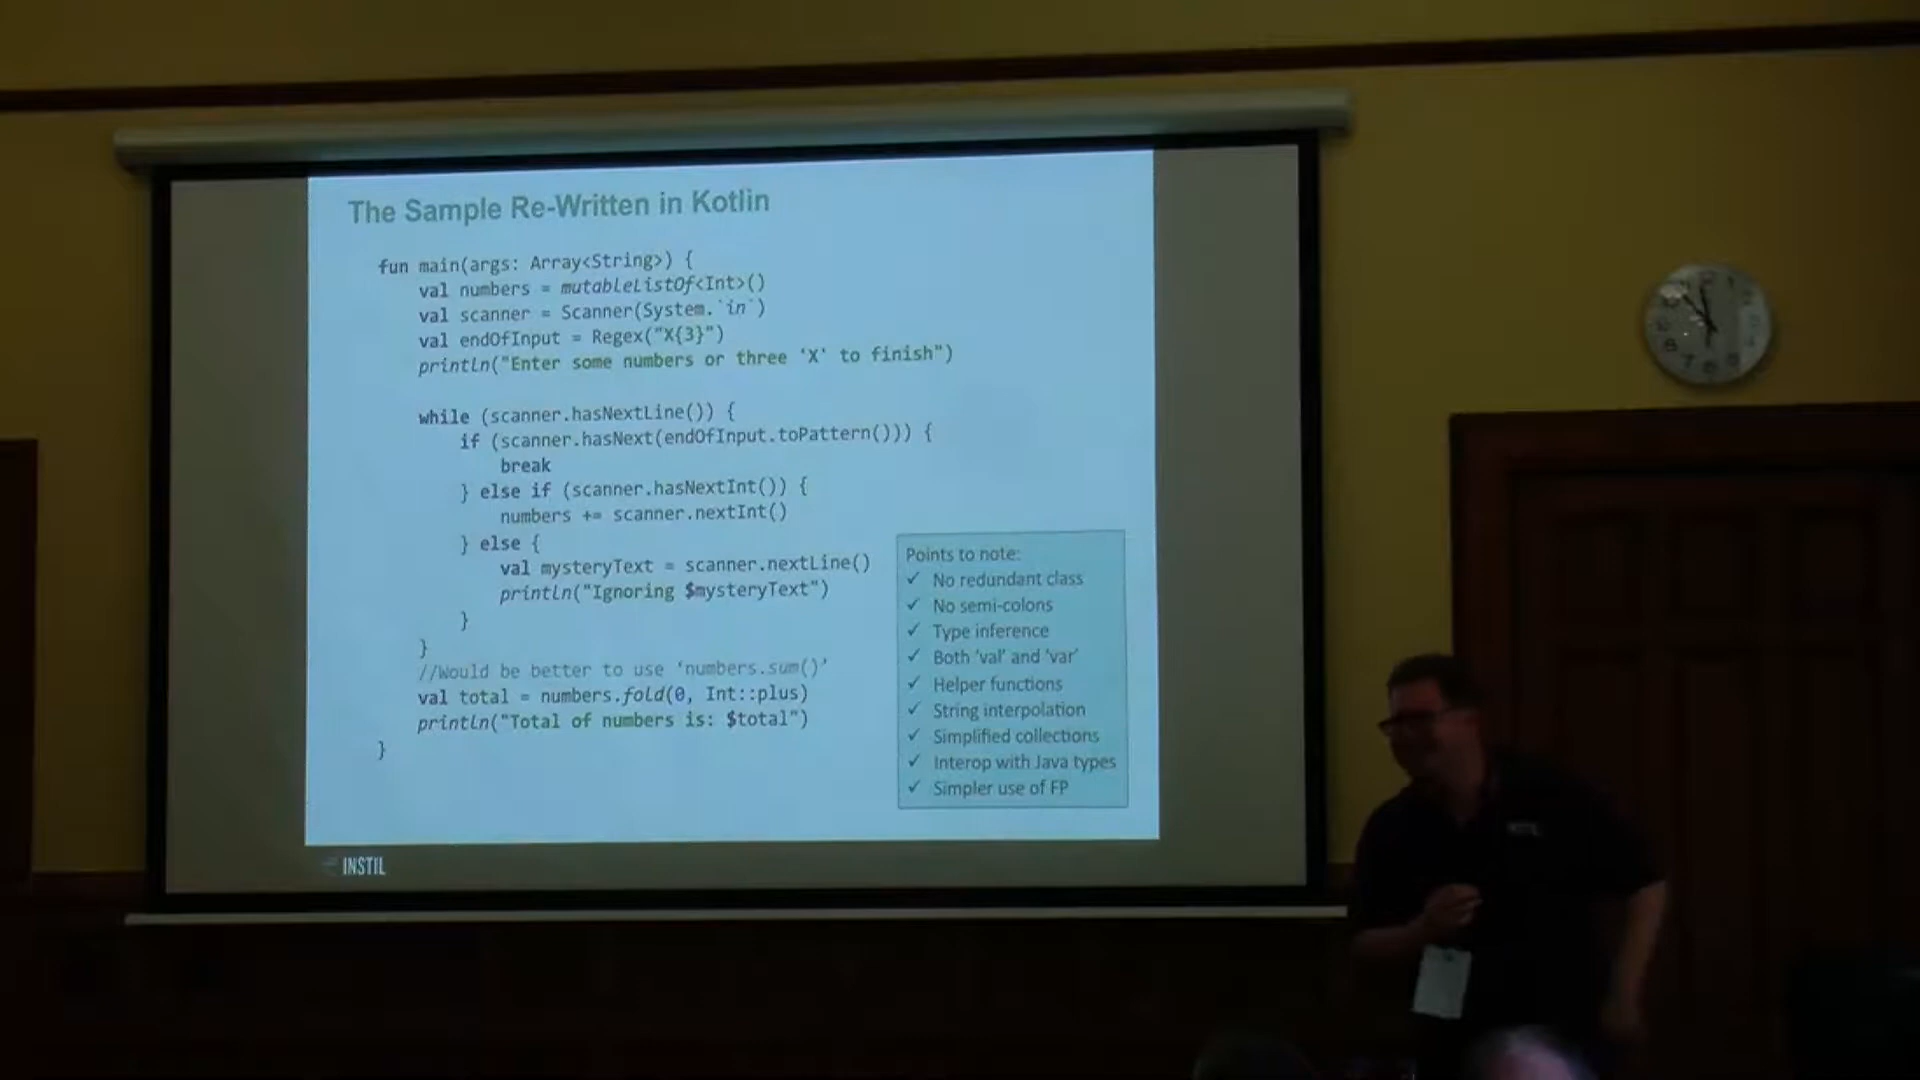 The Sample Re-Written in Kotlin
fun main(args: Array<String>) {
val numbers = mutableListOf<Int>()
val scanner = Scanner(System.`in`)
val endOfInput = Regex("X{3}")
println("Enter some numbers or three 'X' to finish")
while (scanner.hasNextLine()) {
if (scanner.hasNext(endOfInput.toPattern())) {
break
} else if (scanner.hasNextInt()) {
numbers += scanner.nextInt()
} else {
val mysteryText = scanner.nextLine()
println("Ignoring $mysteryText")
}
}
//Would be better to use 'numbers.sum()'
val total = numbers.fold(0, Int::plus)
println("Total of numbers is: $total")
}
Points to note:
✓ No redundant class
✓ No semi-colons
✓ Type inference
✓ Both 'val' and 'var'
✓ Helper functions
✓ String interpolation
✓ Simplified collections
✓ Interop with Java types
✓ Simpler use of FP
INSTIL